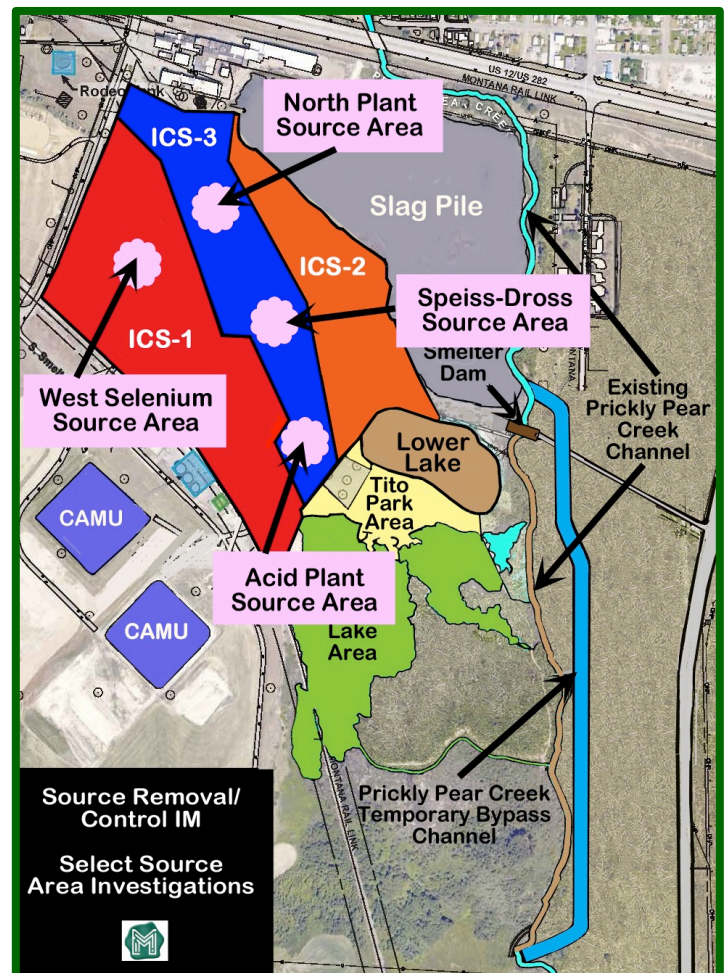 US 12/US 282
MONTANA RAIL LINK
North Plant
Source Area
ICS-3
Slag Pile
ICS-2
Speiss-Dross
Source Area
ICS-1
Smelter
Dam
Existing
Prickly Pear
Creek
Channel
West Selenium
Source Area
Lower
Lake
Tito
Park
Area
CAMU
Acid Plant
Source Area
Lake
Area
CAMU
MONTANA RAIL LINK
Prickly Pear Creek
Temporary Bypass
Channel
Source Removal/
Control IM
Select Source
Area Investigations
M